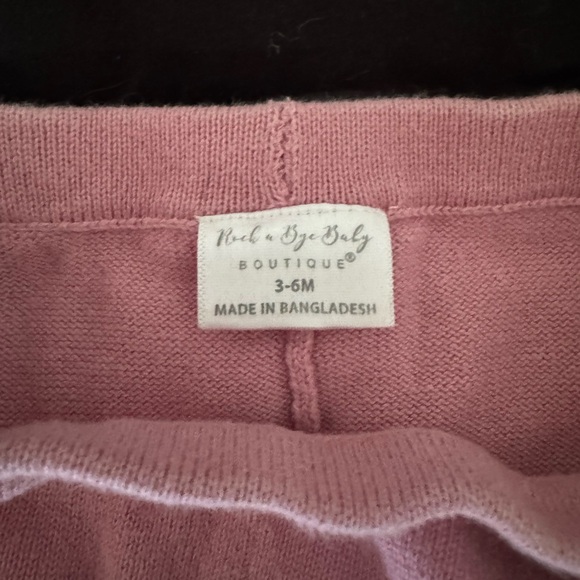 Rock a Bye Baby
BOUTIQUE®
3-6M
MADE IN BANGLADESH